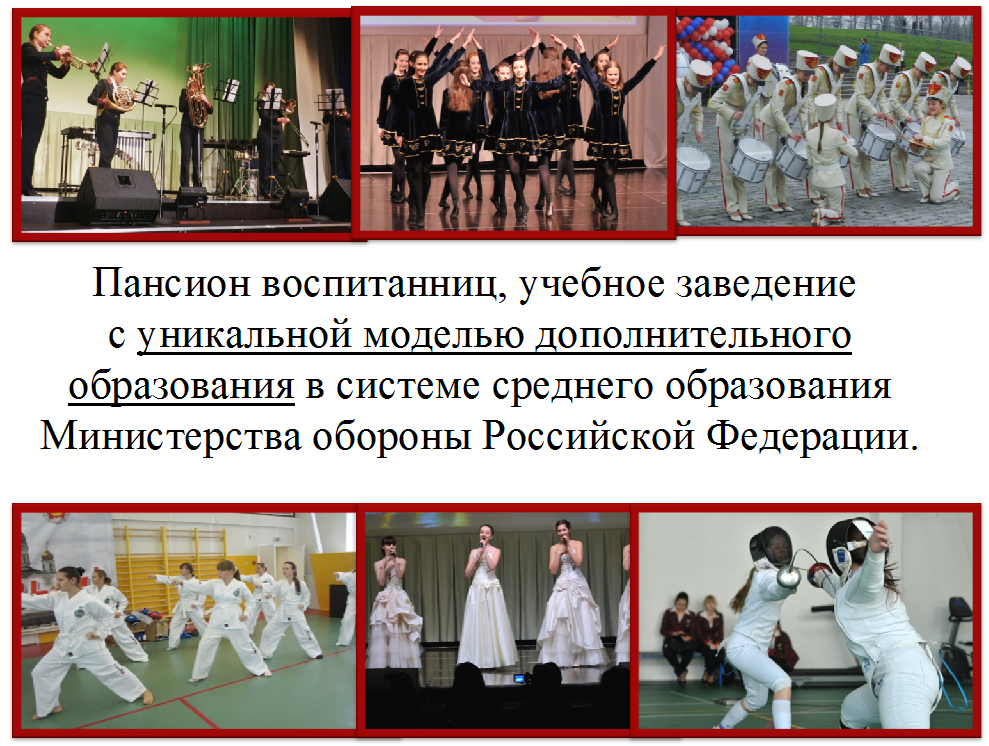 Пансион воспитанниц, учебное заведение
с уникальной моделью дополнительного
образования в системе среднего образования
Министерства обороны Российской Федерации.